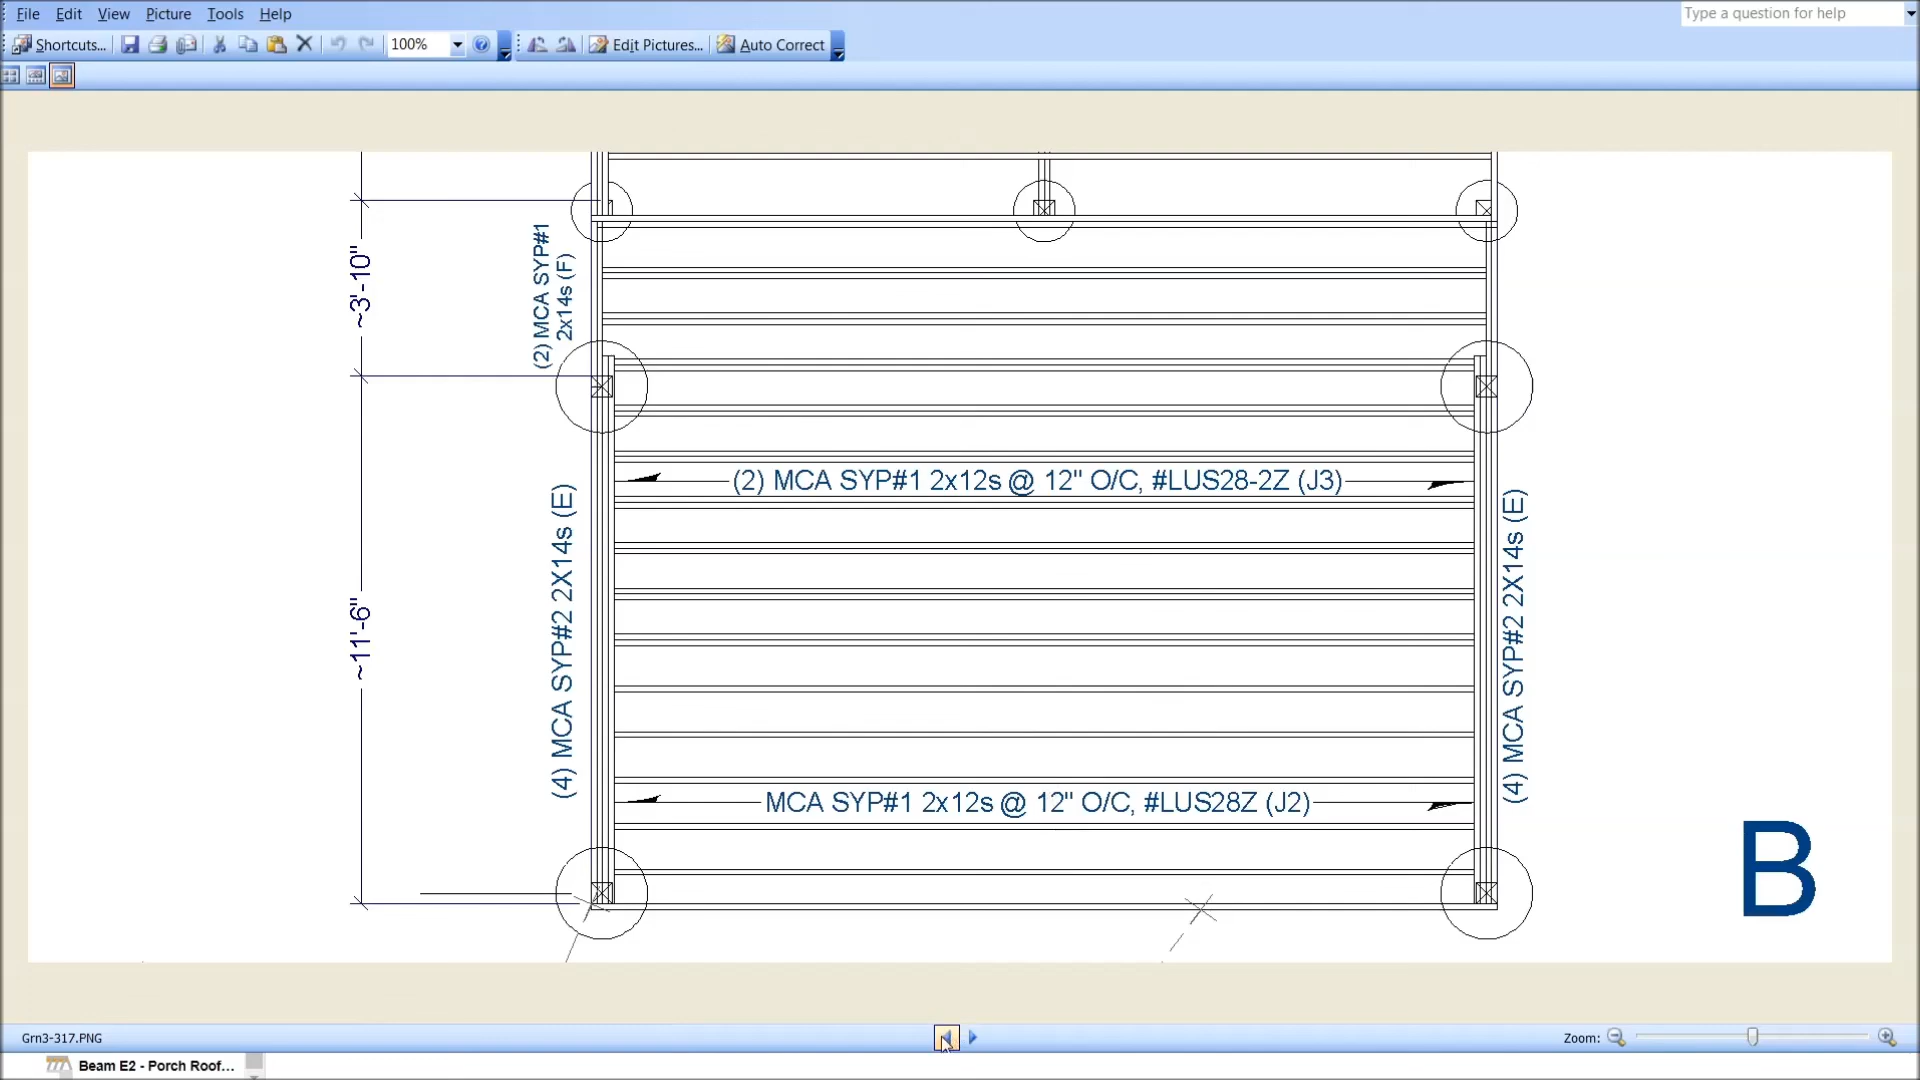 File Edit View Picture Tools Help
Type a question for help
Shortcuts... 100% Edit Pictures... Auto Correct
~3'-10"
(2) MCA SYP#1
2x14s (F)
(2) MCA SYP#1 2x12s @ 12" O/C, #LUS28-2Z (J3)
(4) MCA SYP#2 2X14s (E)
(4) MCA SYP#2 2X14s (E)
~11'-6"
MCA SYP#1 2x12s @ 12" O/C, #LUS28Z (J2)
B
Grn3-317.PNG
Zoom:
Beam E2 - Porch Roof...